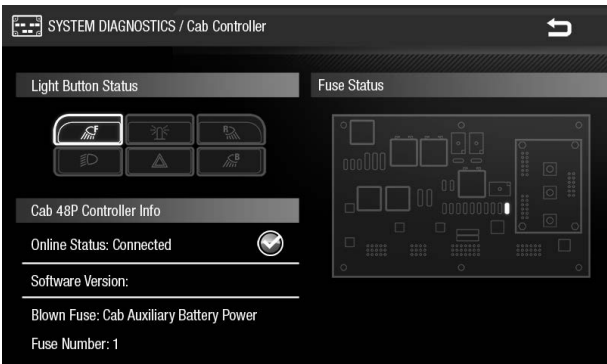 SYSTEM DIAGNOSTICS / Cab Controller
Light Button Status
Fuse Status
F
R
B
Cab 48P Controller Info
Online Status: Connected
Software Version:
Blown Fuse: Cab Auxiliary Battery Power
Fuse Number: 1